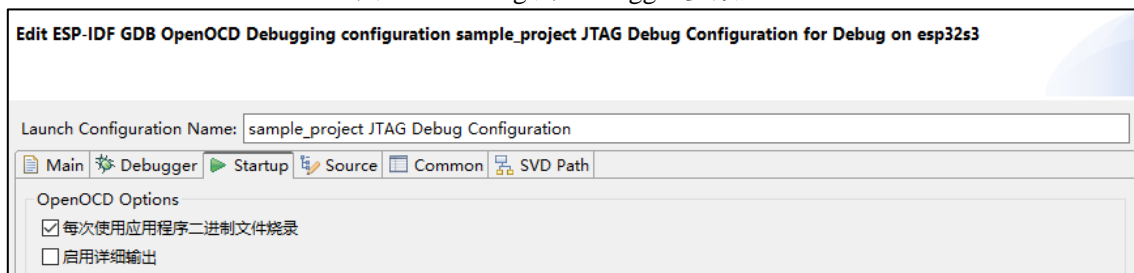 Edit ESP-IDF GDB OpenOCD Debugging configuration sample_project JTAG Debug Configuration for Debug on esp32s3
Launch Configuration Name: sample_project JTAG Debug Configuration
Main Debugger Startup Source Common SVD Path
OpenOCD Options
每次使用应用程序二进制文件烧录
启用详细输出